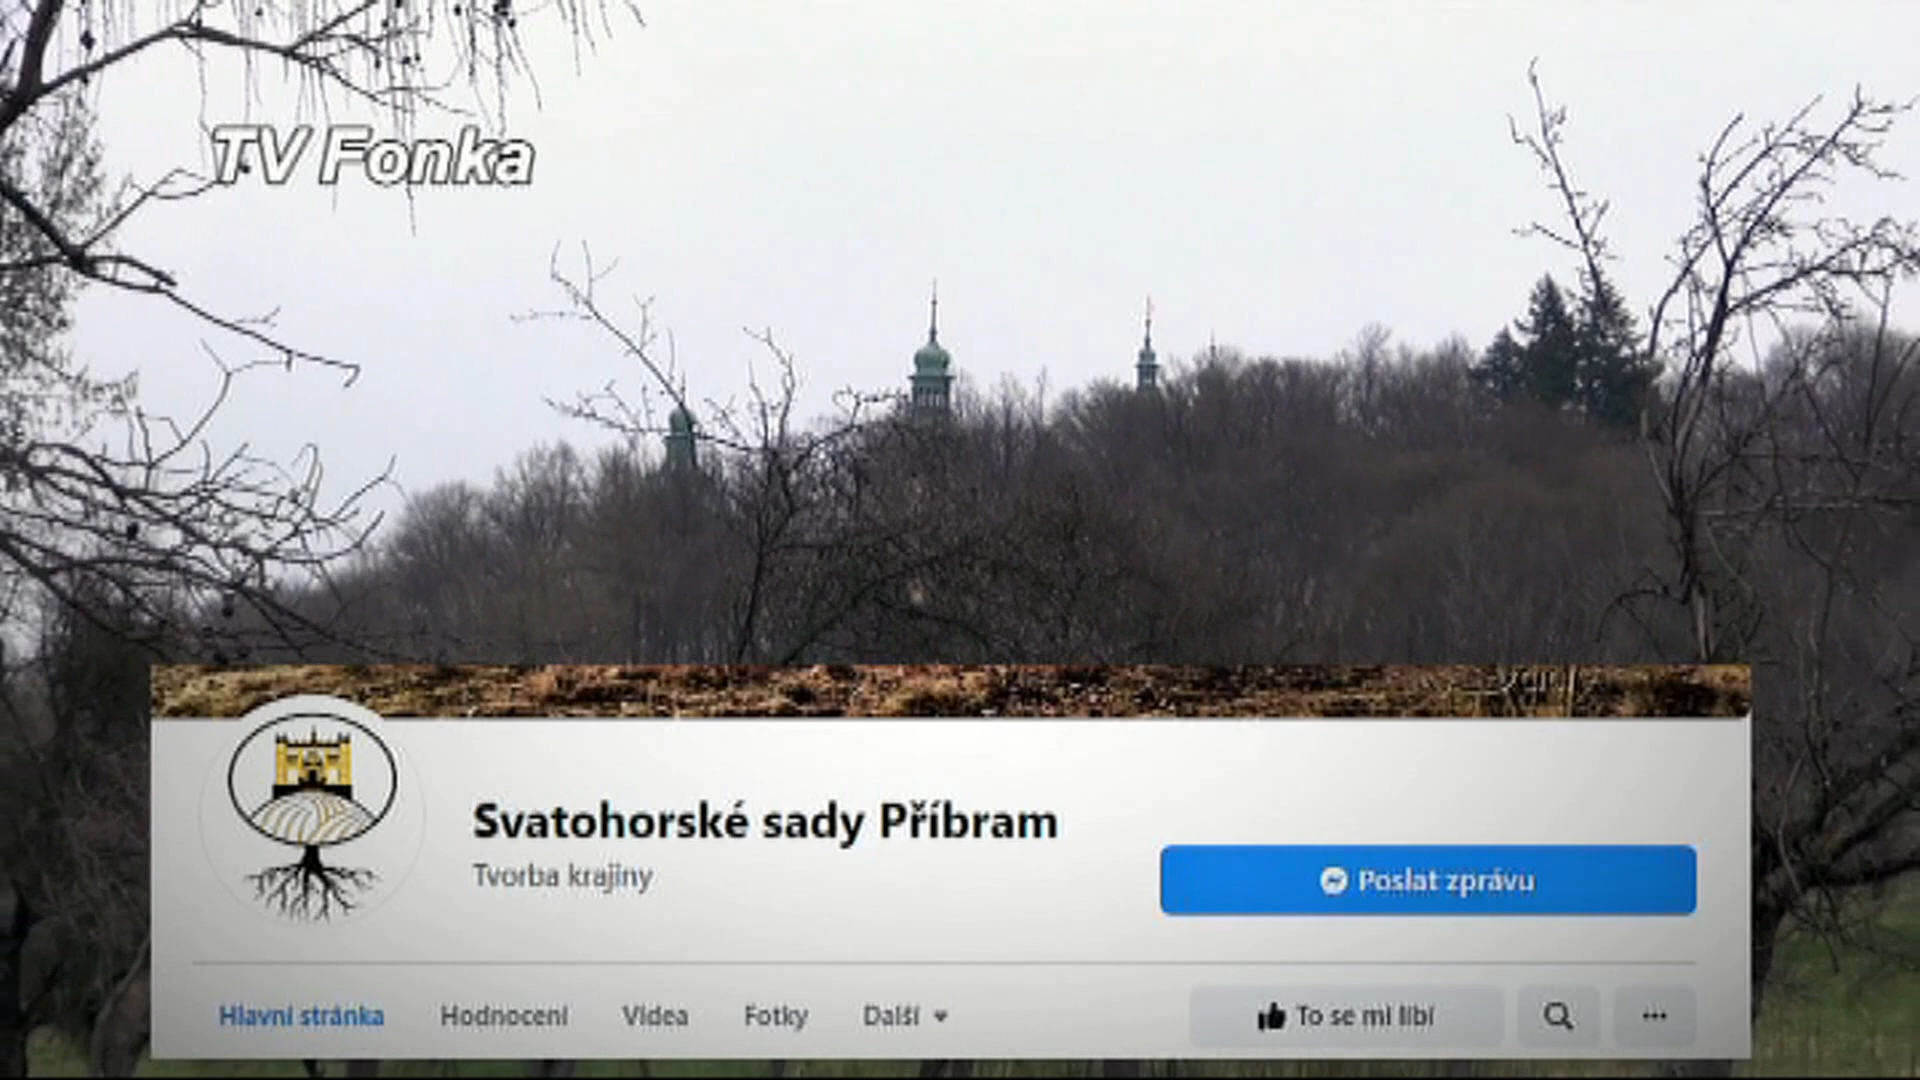 TV Fonka
Svatohorské sady Příbram
Tvorba krajiny
Poslat zprávu
Hlavní stránka Hodnocení Videa Fotky Další
To se mi líbí